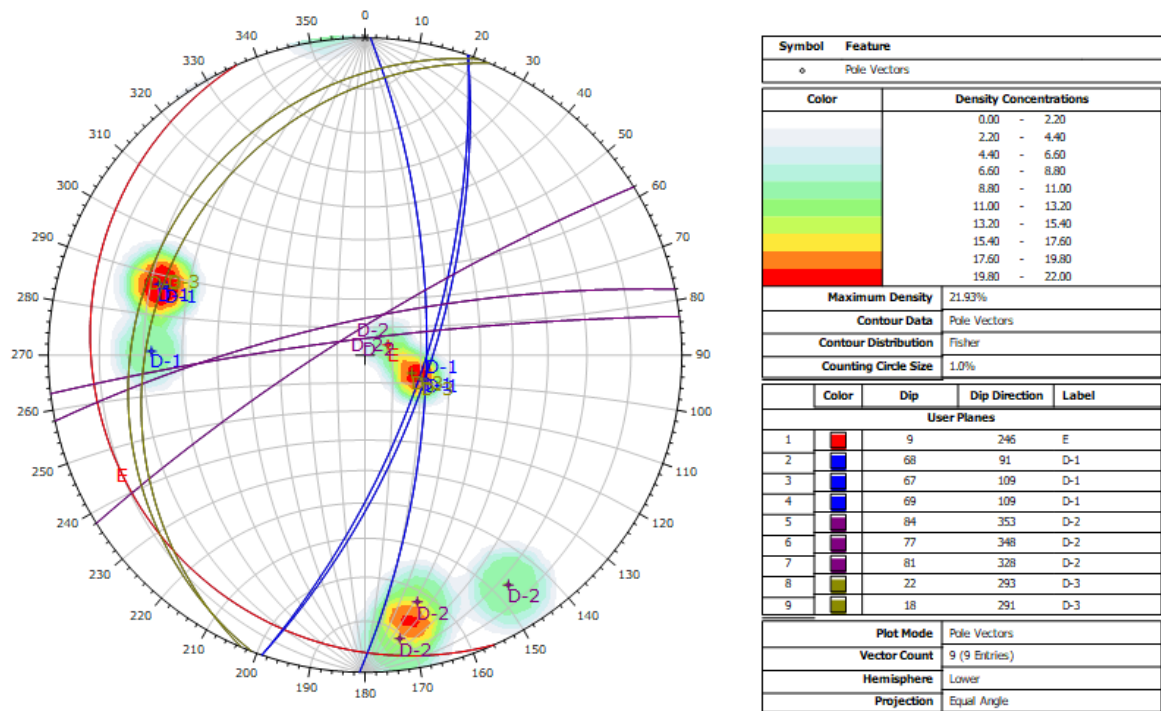 0
10
20
30
40
50
60
70
80
90
100
110
120
130
140
150
160
170
180
190
200
210
220
230
240
250
260
270
280
290
300
310
320
330
340
350
D-3
D-1
D-1
D-2
D-2
E
D-1
E
D-2
D-2
D-2
Symbol Feature
Pole Vectors
Color Density Concentrations
0.00 - 2.20
2.20 - 4.40
4.40 - 6.60
6.60 - 8.80
8.80 - 11.00
11.00 - 13.20
13.20 - 15.40
15.40 - 17.60
17.60 - 19.80
19.80 - 22.00
Maximum Density 21.93%
Contour Data Pole Vectors
Contour Distribution Fisher
Counting Circle Size 1.0%
Color Dip Dip Direction Label
User Planes
1 9 246 E
2 68 91 D-1
3 67 109 D-1
4 69 109 D-1
5 84 353 D-2
6 77 348 D-2
7 81 328 D-2
8 22 293 D-3
9 18 291 D-3
Plot Mode Pole Vectors
Vector Count 9 (9 Entries)
Hemisphere Lower
Projection Equal Angle